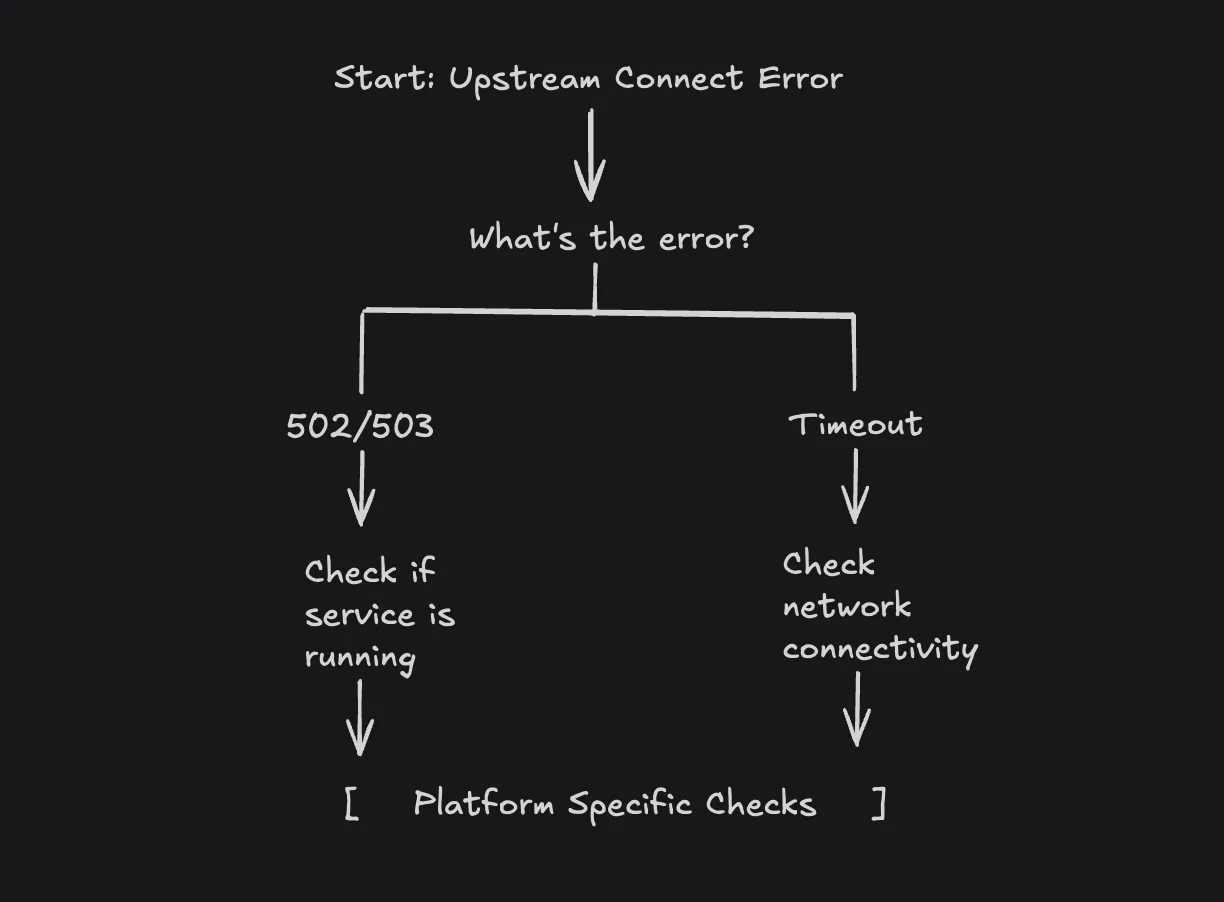 Start: Upstream Connect Error
What's the error?
502/503
Timeout
Check if
service is
running
Check
network
connectivity
[ Platform Specific Checks ]